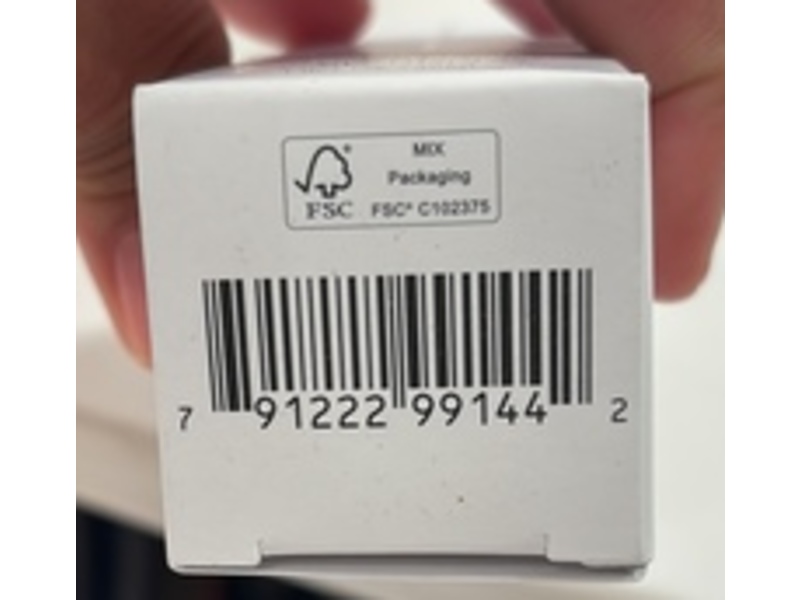 MIX
Packaging
FSC
FSC® C102375
7 91222 99144 2